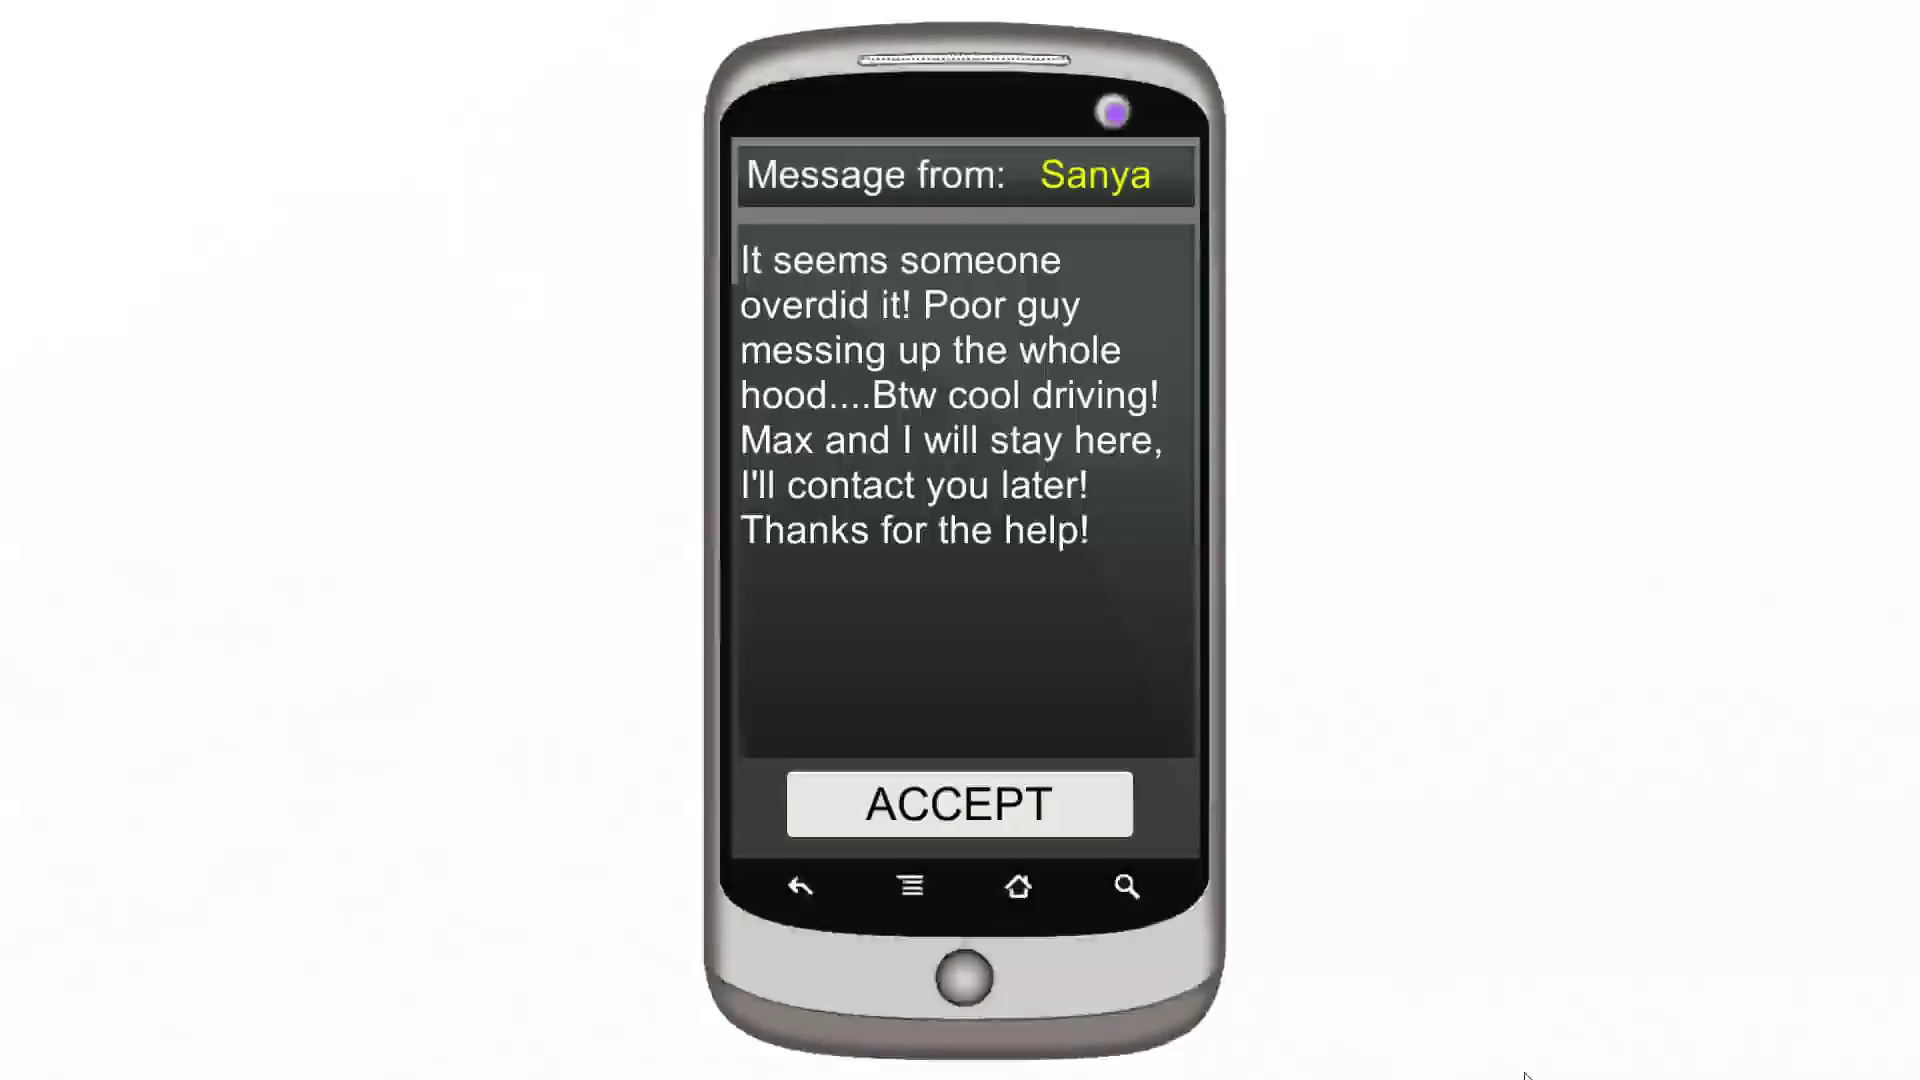 Message from: Sanya
It seems someone
overdid it! Poor guy
messing up the whole
hood....Btw cool driving!
Max and I will stay here,
I'll contact you later!
Thanks for the help!
ACCEPT